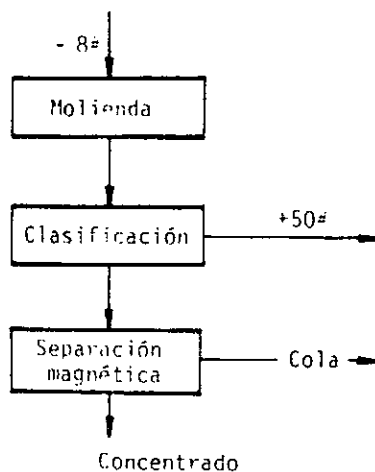 - 8#
Molienda
Clasificación
+50#
Separación
magnética
Cola
Concentrado